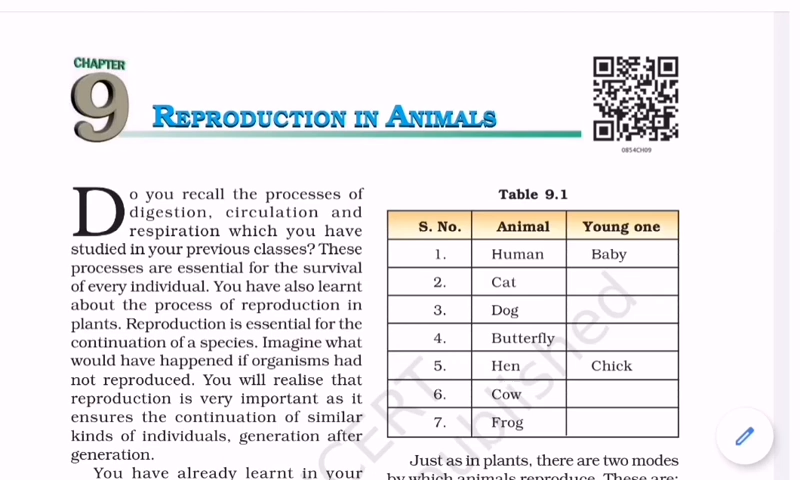 CHAPTER
9
REPRODUCTION IN ANIMALS
0854CH09
Do you recall the processes of
digestion, circulation and
respiration which you have
studied in your previous classes? These
processes are essential for the survival
of every individual. You have also learnt
about the process of reproduction in
plants. Reproduction is essential for the
continuation of a species. Imagine what
would have happened if organisms had
not reproduced. You will realise that
reproduction is very important as it
ensures the continuation of similar
kinds of individuals, generation after
generation.
You have already learnt in your
Table 9.1
S. No. Animal Young one
1. Human Baby
2. Cat
3. Dog
4. Butterfly
5. Hen Chick
6. Cow
7. Frog
Just as in plants, there are two modes
by which animals reproduce. These are: